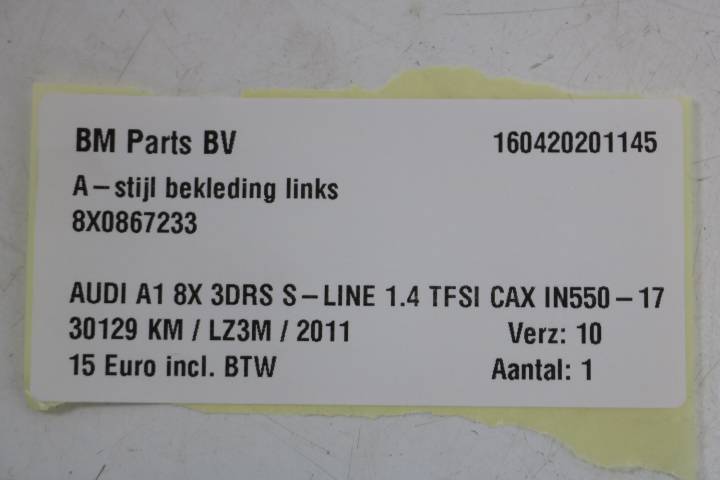 BM Parts BV 160420201145
A-stijl bekleding links
8X0867233
AUDI A1 8X 3DRS S-LINE 1.4 TFSI CAX IN550-17
30129 KM / LZ3M / 2011 Verz: 10
15 Euro incl. BTW Aantal: 1